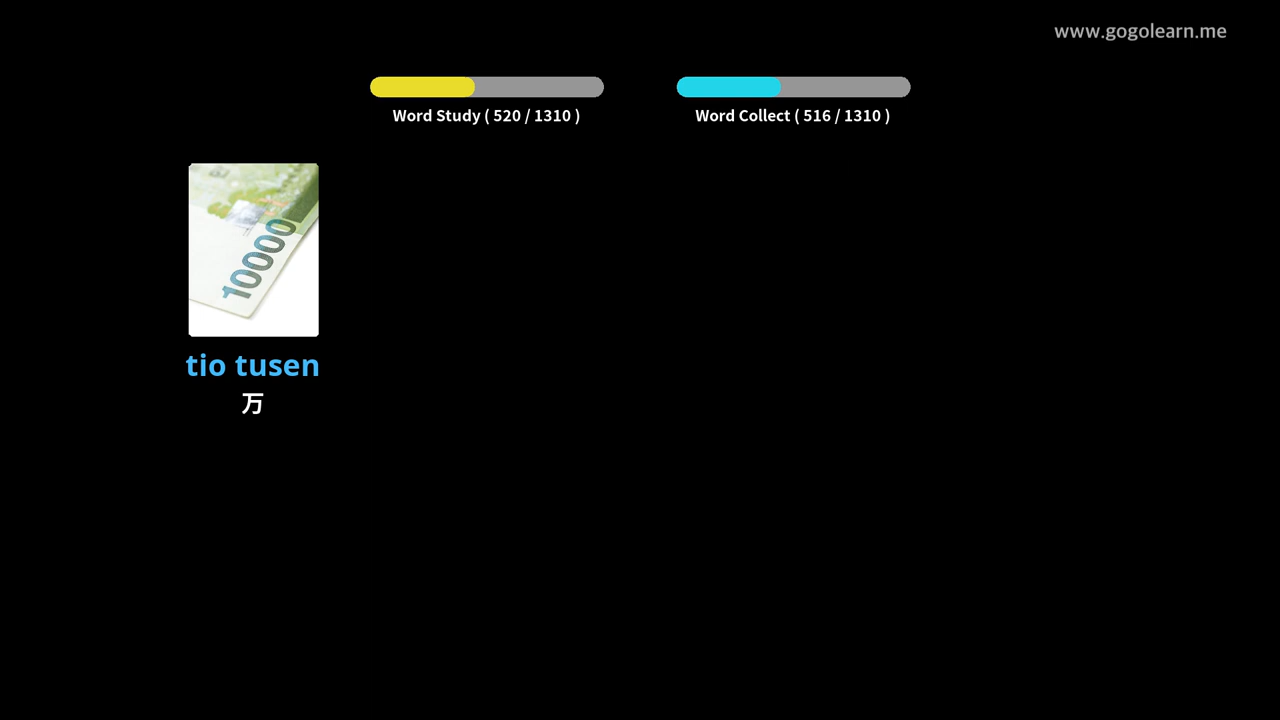 www.gogolearn.me
Word Study ( 520 / 1310 )
Word Collect ( 516 / 1310 )
10000
tio tusen
万